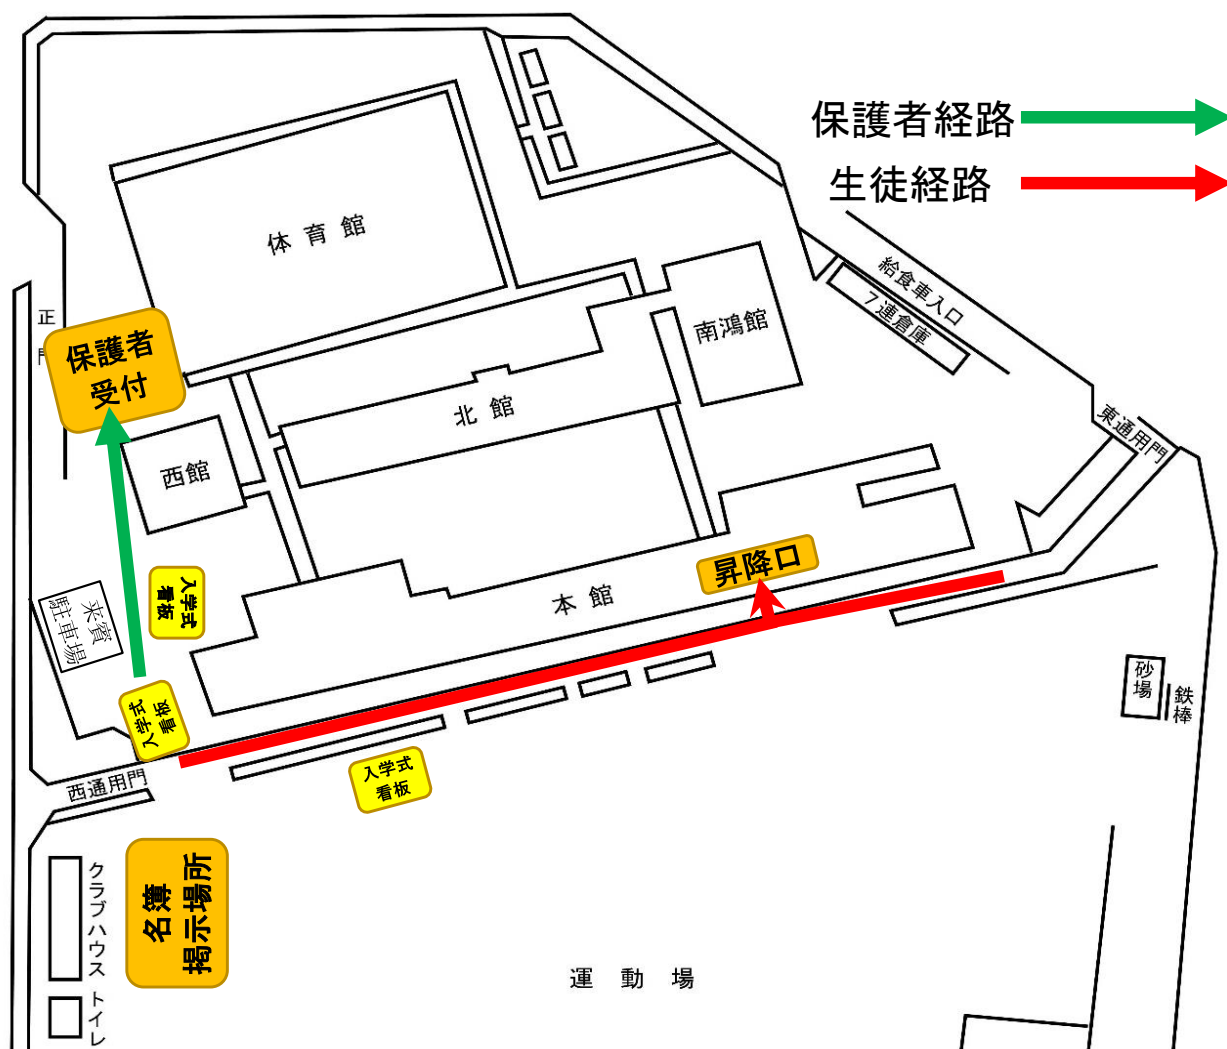 保護者経路
生徒経路
体育館
給食車入口
7連倉庫
南鴻館
正門
保護者
受付
北館
東通用門
西館
昇降口
入学式
看板
本館
来賓
駐車場
砂場
鉄棒
入学式
看板
入学式
看板
西通用門
名簿
掲示場所
クラブハウス
運動場
トイレ